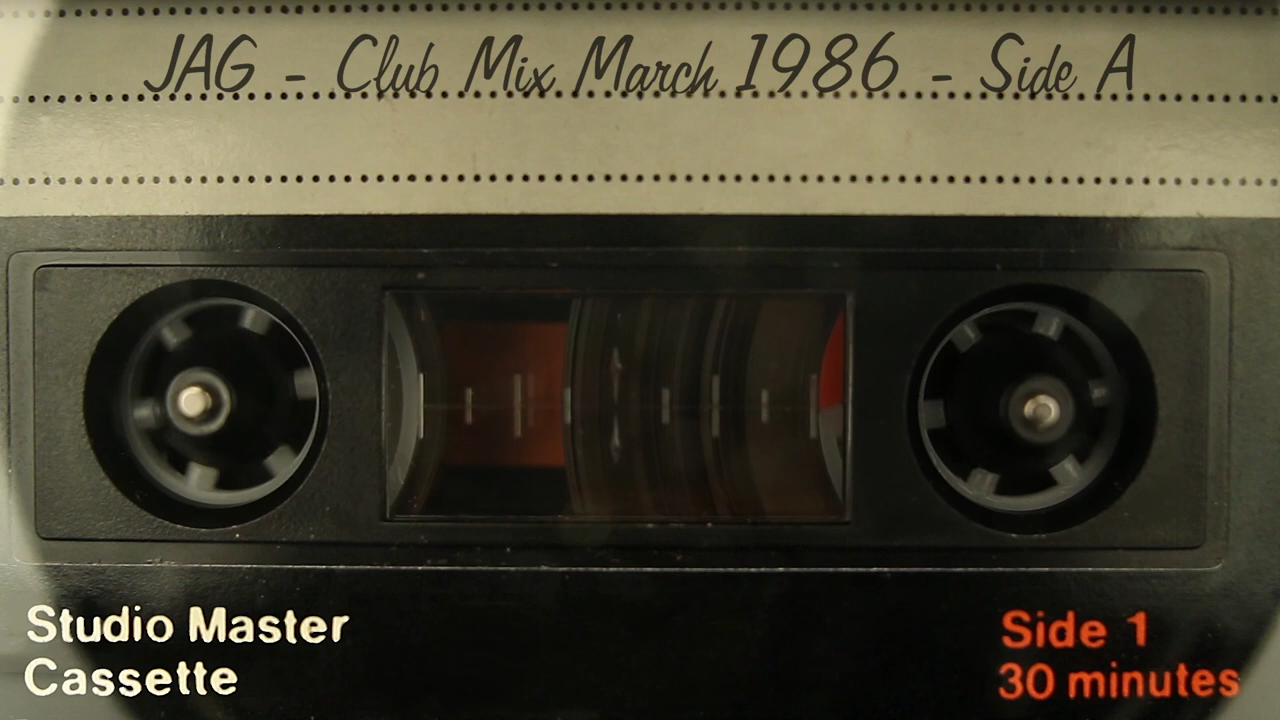 JAG - Club Mix March 1986 - Side A
Studio Master
Cassette
Side 1
30 minutes